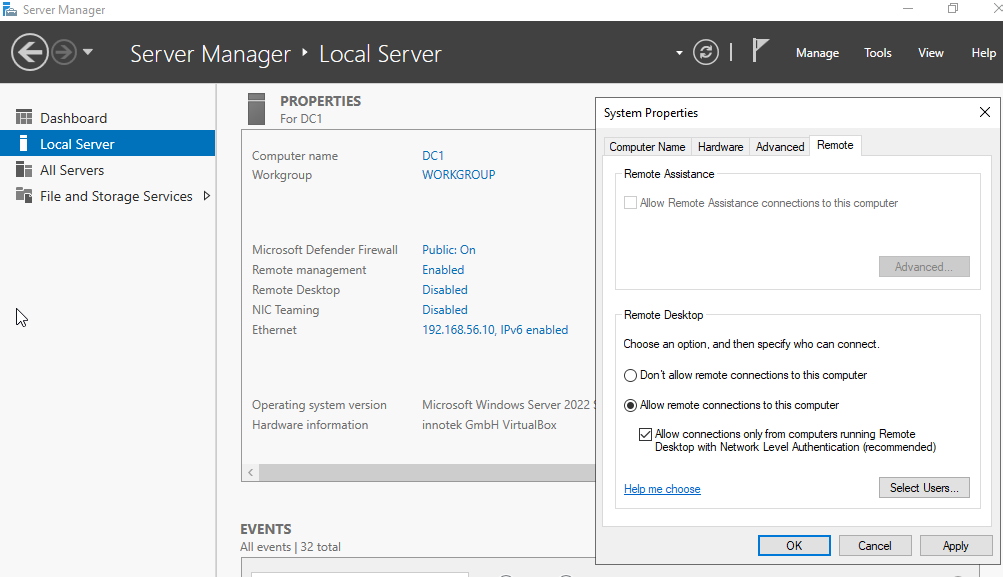 Server Manager
Server Manager ‣ Local Server
Manage Tools View Help
Dashboard
Local Server
All Servers
File and Storage Services
PROPERTIES
For DC1
Computer name DC1
Workgroup WORKGROUP
Microsoft Defender Firewall Public: On
Remote management Enabled
Remote Desktop Disabled
NIC Teaming Disabled
Ethernet 192.168.56.10, IPv6 enabled
Operating system version Microsoft Windows Server 2022
Hardware information innotek GmbH VirtualBox
EVENTS
All events | 32 total
System Properties
Computer Name Hardware Advanced Remote
Remote Assistance
Allow Remote Assistance connections to this computer
Advanced...
Remote Desktop
Choose an option, and then specify who can connect.
Don't allow remote connections to this computer
Allow remote connections to this computer
Allow connections only from computers running Remote
Desktop with Network Level Authentication (recommended)
Help me choose
Select Users...
OK Cancel Apply